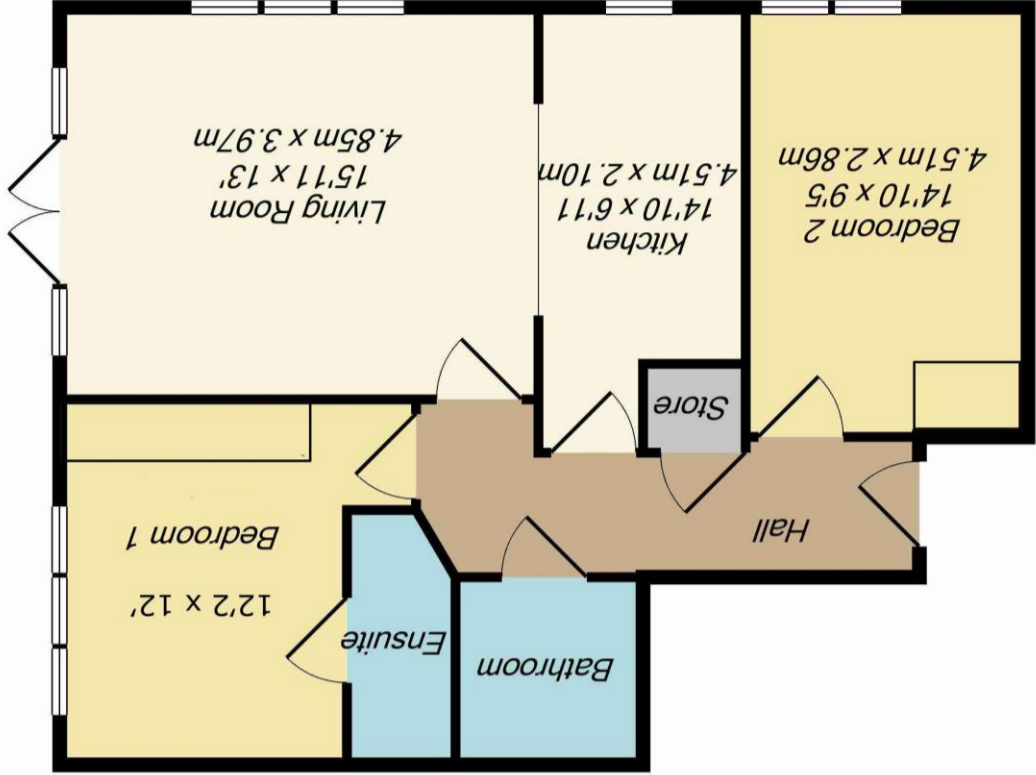 Bathroom
Ensuite
12'2 x 12'
Bedroom 1
Hall
Store
Bedroom 2
14'10 x 9'5
4.51m x 2.86m
Kitchen
14'10 x 6'11
4.51m x 2.10m
Living Room
15'11 x 13'
4.85m x 3.97m